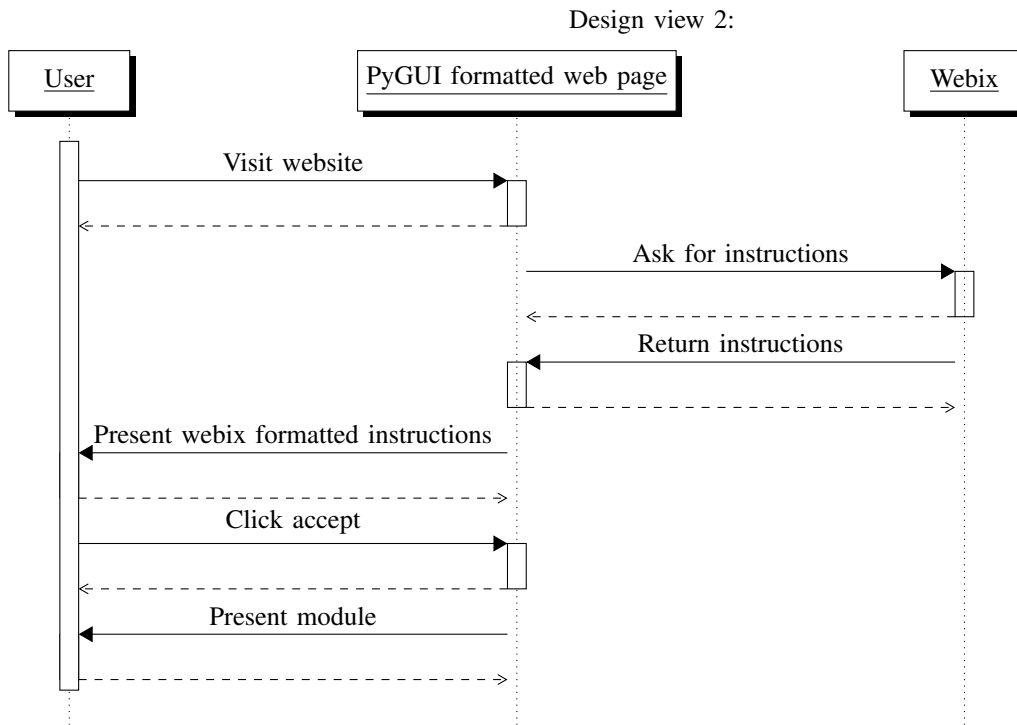 Design view 2:
User
PyGUI formatted web page
Webix
Visit website
Ask for instructions
Return instructions
Present webix formatted instructions
Click accept
Present module